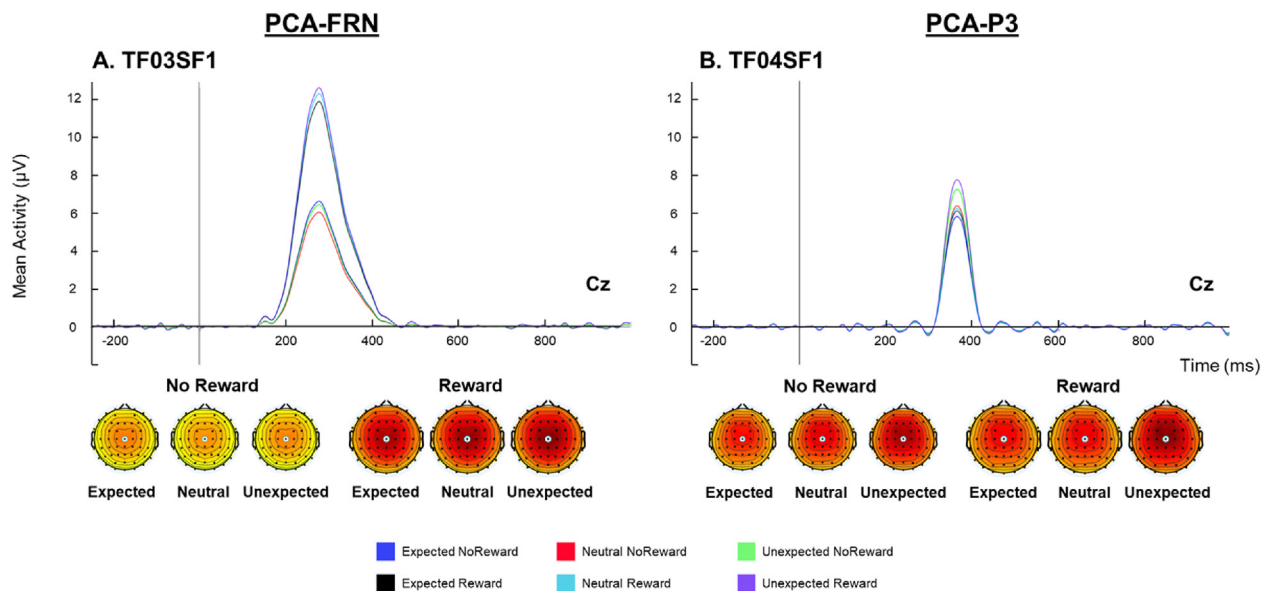 PCA-FRN
PCA-P3
A. TF03SF1
B. TF04SF1
Mean Activity (µV)
12
10
8
6
4
2
0
-200
200
400
600
800
Cz
12
10
8
6
4
2
0
-200
200
400
600
800
Cz
Time (ms)
No Reward
Reward
No Reward
Reward
Expected Neutral Unexpected Expected Neutral Unexpected
Expected Neutral Unexpected Expected Neutral Unexpected
Expected NoReward
Neutral NoReward
Unexpected NoReward
Expected Reward
Neutral Reward
Unexpected Reward